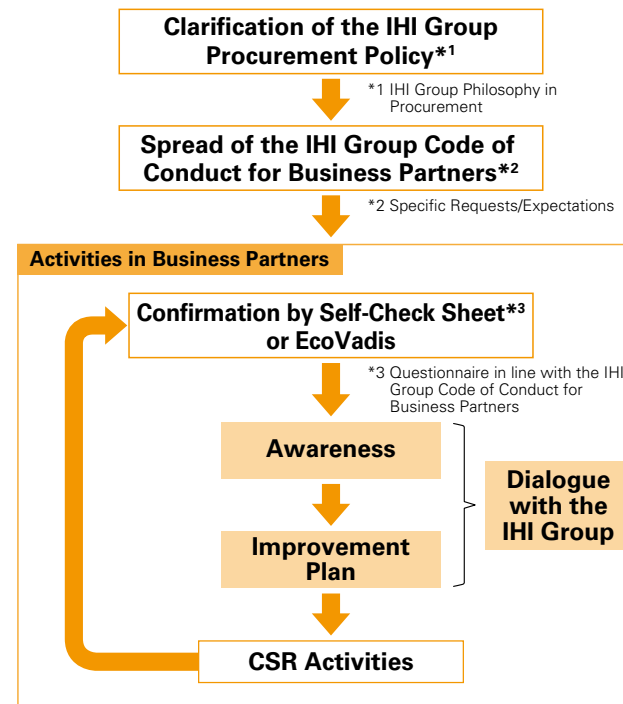 Clarification of the IHI Group
Procurement Policy*1
*1 IHI Group Philosophy in
Procurement
Spread of the IHI Group Code of
Conduct for Business Partners*2
*2 Specific Requests/Expectations
Activities in Business Partners
Confirmation by Self-Check Sheet*3
or EcoVadis
*3 Questionnaire in line with the IHI
Group Code of Conduct for
Business Partners
Awareness
Improvement
Plan
Dialogue
with the
IHI Group
CSR Activities